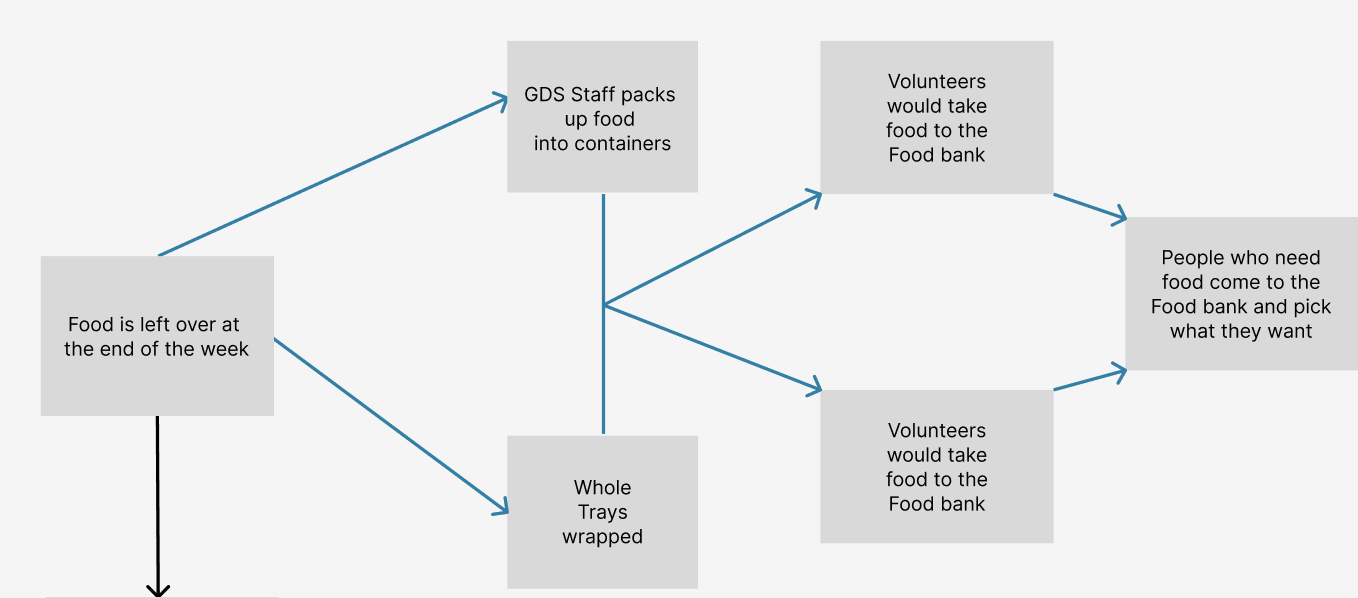 Food is left over at
the end of the week
GDS Staff packs
up food
into containers
Whole
Trays
wrapped
Volunteers
would take
food to the
Food bank
Volunteers
would take
food to the
Food bank
People who need
food come to the
Food bank and pick
what they want